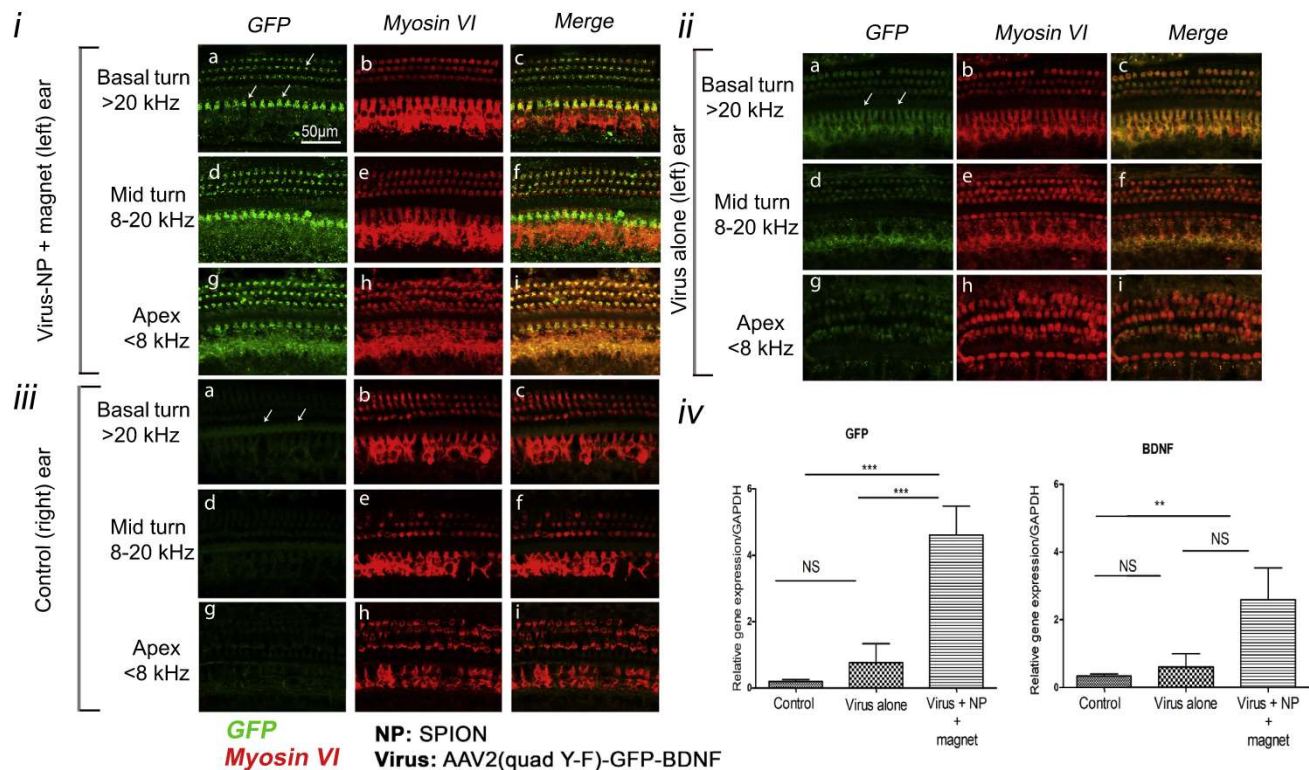 i
GFP Myosin VI Merge
Virus-NP + magnet (left) ear
Basal turn
>20 kHz
a b c
50µm
Mid turn
8-20 kHz
d e f
Apex
<8 kHz
g h i
ii
GFP Myosin VI Merge
Virus alone (left) ear
Basal turn
>20 kHz
a b c
Mid turn
8-20 kHz
d e f
Apex
<8 kHz
g h i
iii
Control (right) ear
Basal turn
>20 kHz
a b c
Mid turn
8-20 kHz
d e f
Apex
<8 kHz
g h i
GFP
Myosin VI
NP: SPION
Virus: AAV2(quad Y-F)-GFP-BDNF
iv
GFP
Relative gene expression/GAPDH
6
4
2
0
***
***
NS
Control
Virus alone
Virus + NP
+
magnet
BDNF
Relative gene expression/GAPDH
6
4
2
0
**
NS
NS
Control
Virus alone
Virus + NP
+
magnet